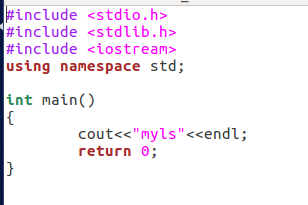 #include <stdio.h>
#include <stdlib.h>
#include <iostream>
using namespace std;

int main()
{
        cout<<"myls"<<endl;
        return 0;
}